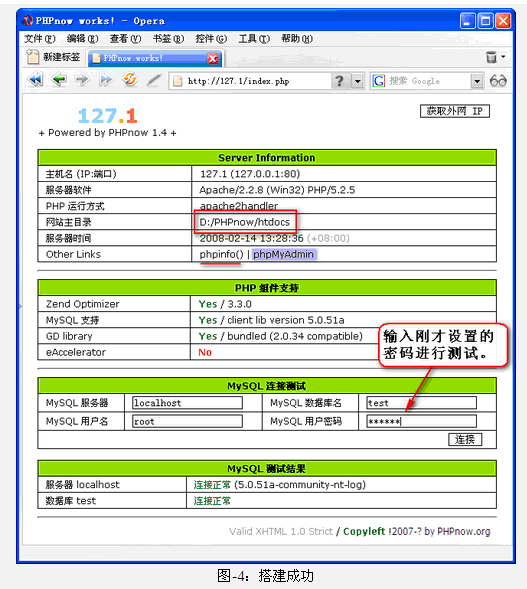 PHPnow works! - Opera
文件(F) 编辑(E) 查看(V) 书签(B) 控件(G) 工具(T) 帮助(H)
新建标签 PHPnow works!
http://127.1/index.php ? G 搜索 Google
127.1
获取外网 IP
+ Powered by PHPnow 1.4 +
Server Information
主机名 (IP:端口) 127.1 (127.0.0.1:80)
服务器软件 Apache/2.2.8 (Win32) PHP/5.2.5
PHP 运行方式 apache2handler
网站主目录 D:/PHPnow/htdocs
服务器时间 2008-02-14 13:28:36 (+08:00)
Other Links phpinfo() | phpMyAdmin
PHP 组件支持
Zend Optimizer Yes / 3.3.0
MySQL 支持 Yes / client lib version 5.0.51a
GD library Yes / bundled (2.0.34 compatible)
eAccelerator No
输入刚才设置的
密码进行测试。
MySQL 连接测试
MySQL 服务器 localhost MySQL 数据库名 test
MySQL 用户名 root MySQL 用户密码 ******
连接
MySQL 测试结果
服务器 localhost 连接正常 (5.0.51a-community-nt-log)
数据库 test 连接正常
Valid XHTML 1.0 Strict / Copyleft !2007-? by PHPnow.org
图-4：搭建成功